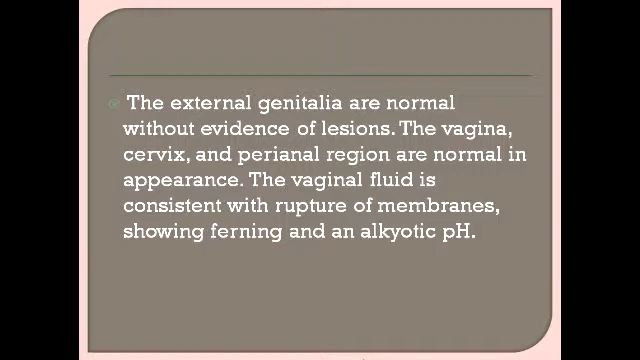 The external genitalia are normal
without evidence of lesions. The vagina,
cervix, and perianal region are normal in
appearance. The vaginal fluid is
consistent with rupture of membranes,
showing ferning and an alkyotic pH.